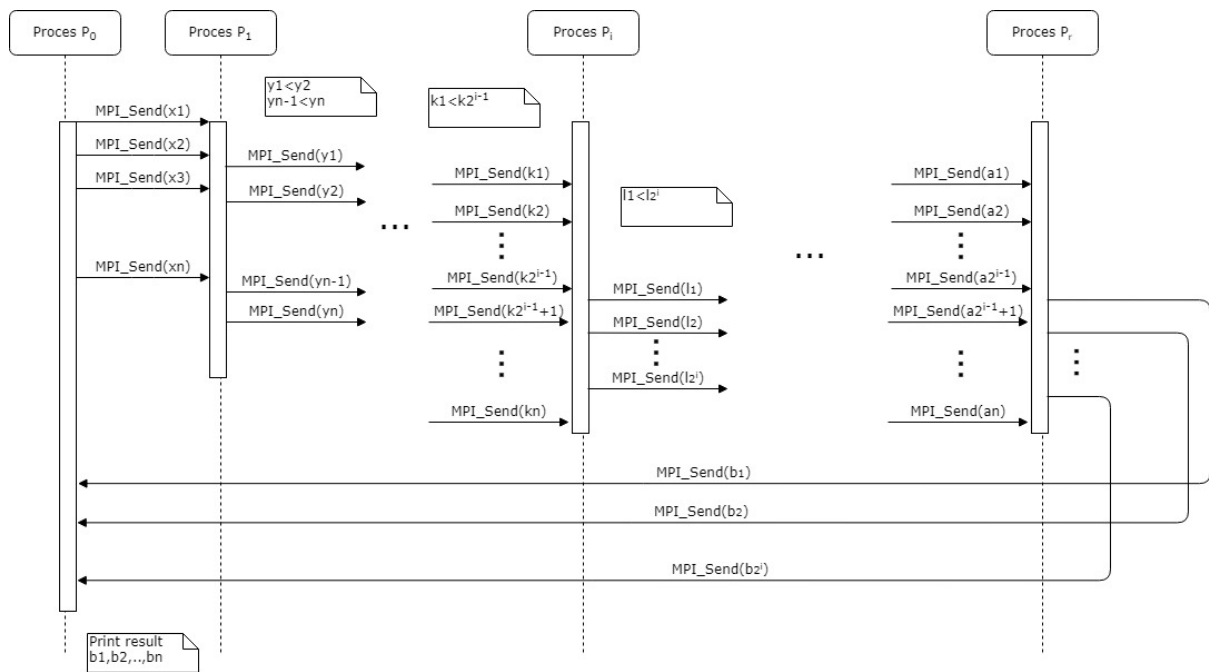 Proces P₀
Proces P₁
Proces Pᵢ
Proces Pᵣ
y1<y2
yn-1<yn
k1<k2ⁱ⁻¹
MPI_Send(x1)
MPI_Send(x2)
MPI_Send(x3)
MPI_Send(xn)
MPI_Send(y1)
MPI_Send(y2)
...
MPI_Send(yn-1)
MPI_Send(yn)
MPI_Send(k1)
MPI_Send(k2)
MPI_Send(k2ⁱ⁻¹)
MPI_Send(k2ⁱ⁻¹+1)
MPI_Send(kn)
l1<l2ⁱ
MPI_Send(l1)
MPI_Send(l2)
MPI_Send(l2ⁱ)
...
MPI_Send(a1)
MPI_Send(a2)
MPI_Send(a2ⁱ⁻¹)
MPI_Send(a2ⁱ⁻¹+1)
MPI_Send(an)
MPI_Send(b1)
MPI_Send(b2)
MPI_Send(b2ⁱ)
Print result
b1,b2,..,bn